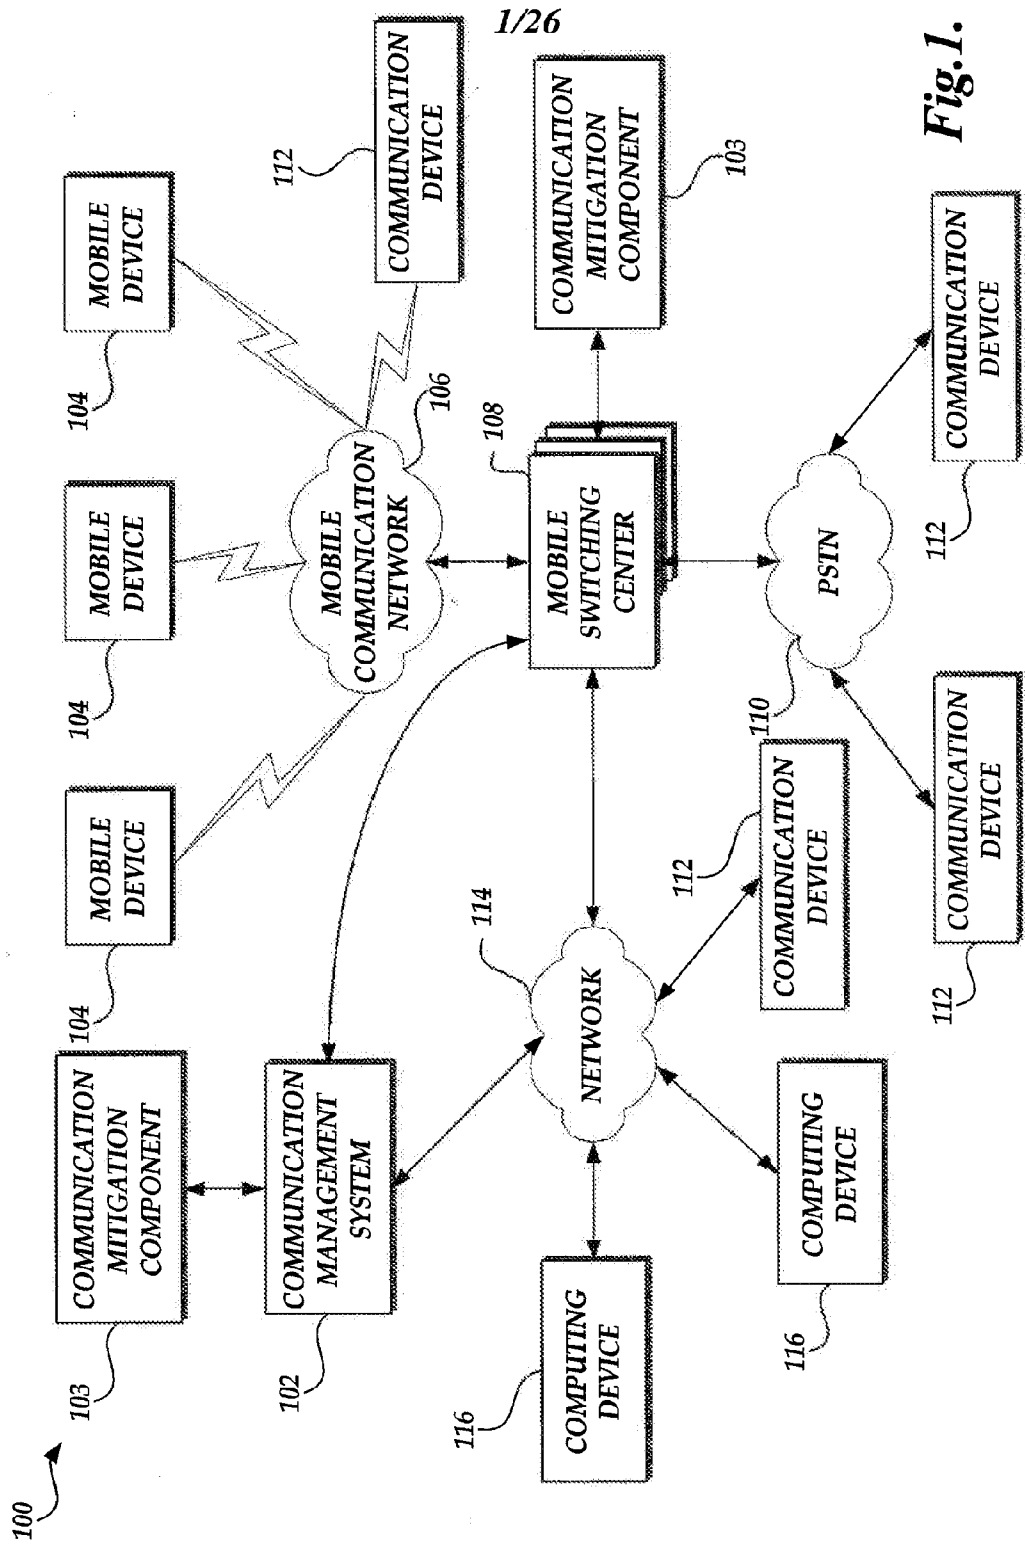 1/26
100
103
COMMUNICATION
MITIGATION
COMPONENT
104
MOBILE
DEVICE
104
MOBILE
DEVICE
104
MOBILE
DEVICE
102
COMMUNICATION
MANAGEMENT
SYSTEM
MOBILE
COMMUNICATION
NETWORK
106
112
COMMUNICATION
DEVICE
116
COMPUTING
DEVICE
114
NETWORK
108
MOBILE
SWITCHING
CENTER
COMMUNICATION
MITIGATION
COMPONENT
103
116
COMPUTING
DEVICE
112
COMMUNICATION
DEVICE
110
PSTN
112
COMMUNICATION
DEVICE
112
COMMUNICATION
DEVICE
Fig.1.